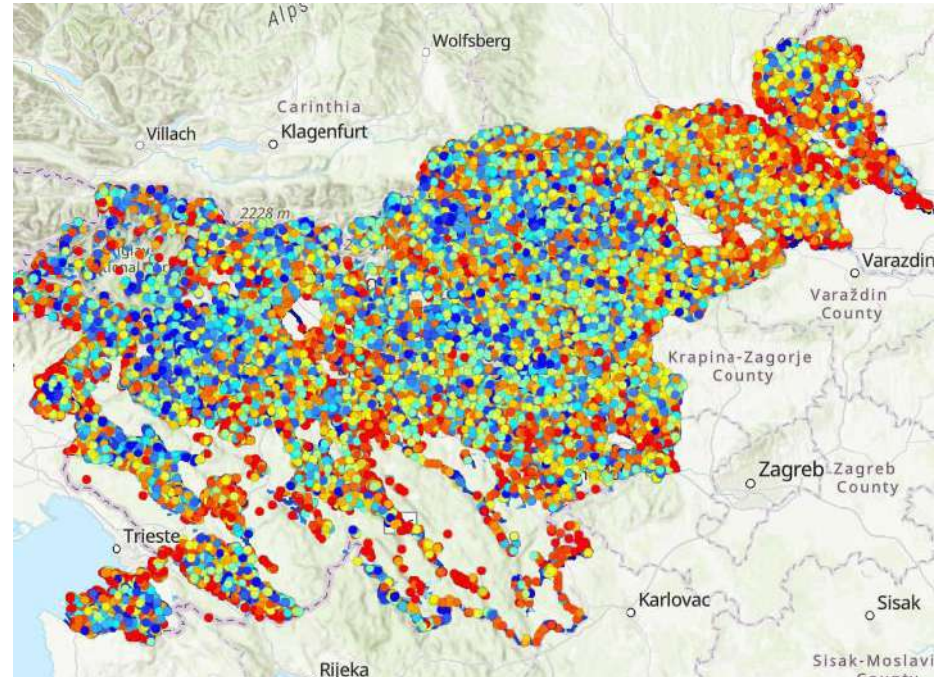 Alps
Wolfsberg
Carinthia
Villach
Klagenfurt
2228 m
Varazdin
Varaždin
County
Krapina-Zagorje
County
Zagreb
Zagreb
County
Trieste
Karlovac
Sisak
Rijeka
Sisak-Moslavi